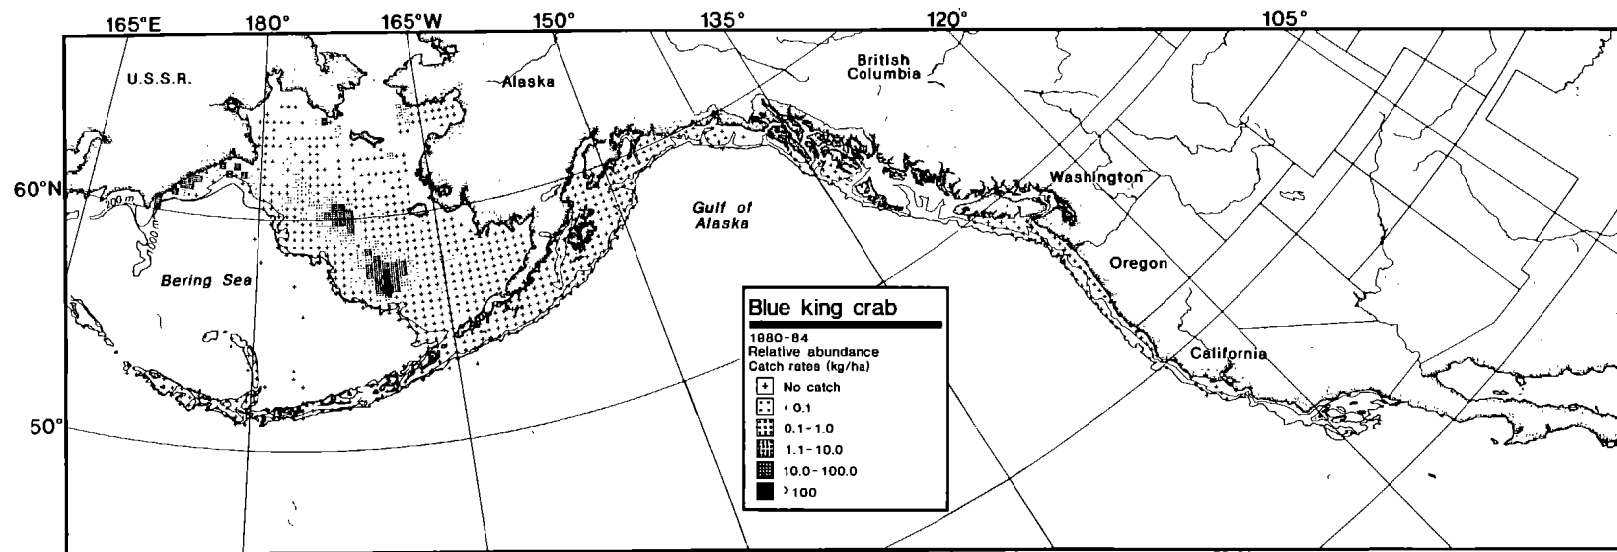 165°E 180° 165°W 150° 135° 120° 105°
U.S.S.R.
Alaska
British
Columbia
60°N
200 m
Washington
Gulf of
Alaska
Bering Sea
Oregon
California
50°
Blue king crab
1980-84
Relative abundance
Catch rates (kg/ha)
No catch
0.1
0.1-1.0
1.1-10.0
10.0-100.0
> 100